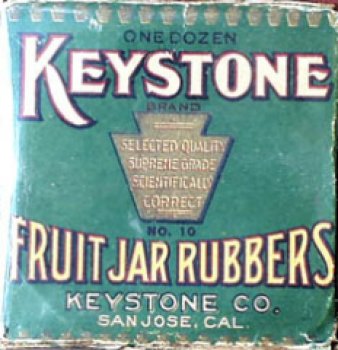 ONE DOZEN
KEYSTONE
BRAND
SELECTED QUALITY
SUPREME GRADE
SCIENTIFICALLY
CORRECT
NO. 10
FRUIT JAR RUBBERS
KEYSTONE CO.
SAN JOSE, CAL.